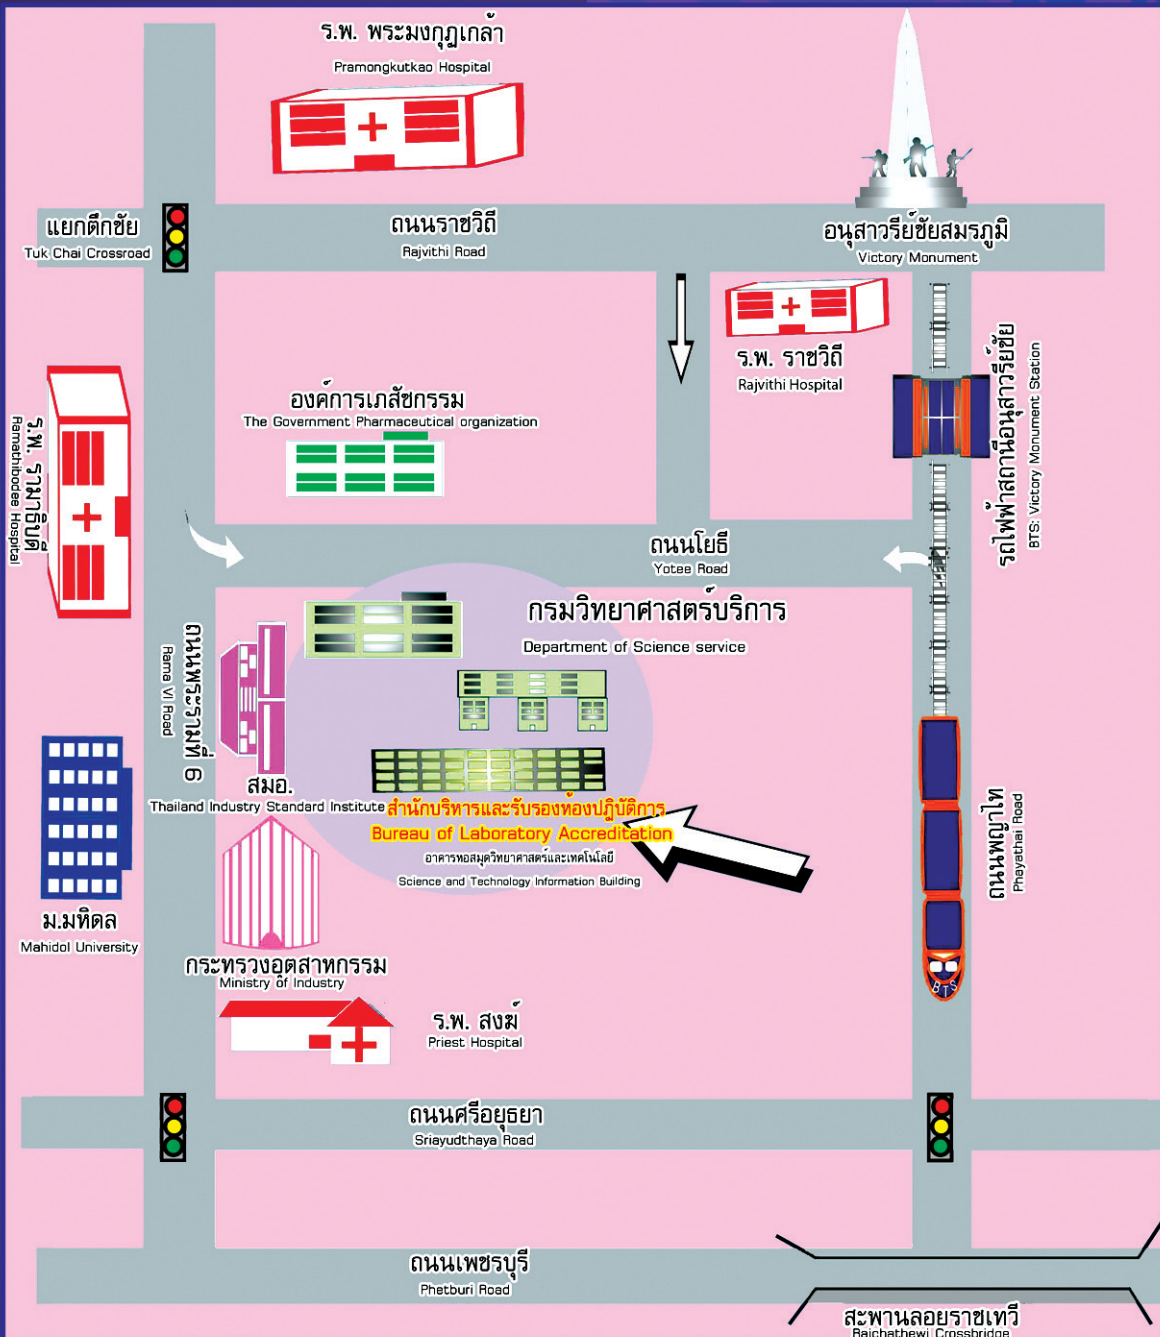 ร.พ. พระมงกุฎเกล้า
Pramongkutkao Hospital
แยกตึกชัย
Tuk Chai Crossroad
ถนนราชวิถี
Rajvithi Road
อนุสาวรีย์ชัยสมรภูมิ
Victory Monument
ร.พ. ราชวิถี
Rajvithi Hospital
รถไฟฟ้าสถานีอนุสาวรีย์ชัย
BTS: Victory Monument Station
องค์การเภสัชกรรม
The Government Pharmaceutical organization
ร.พ. รามาธิบดี
Ramathibodee Hospital
ถนนโยธี
Yotee Road
กรมวิทยาศาสตร์บริการ
Department of Science service
ถนนพระรามที่ 6
Rama VI Road
สมอ.
Thailand Industry Standard Institute
สำนักบริหารและรับรองห้องปฏิบัติการ
Bureau of Laboratory Accreditation
อาคารหอสมุดวิทยาศาสตร์และเทคโนโลยี
Science and Technology Information Building
ถนนพญาไท
Phayathai Road
BTS
ม.มหิดล
Mahidol University
กระทรวงอุตสาหกรรม
Ministry of Industry
ร.พ. สงฆ์
Priest Hospital
ถนนศรีอยุธยา
Sriayudthaya Road
ถนนเพชรบุรี
Phetburi Road
สะพานลอยราชเทวี
Rajchathewi Crossbridge